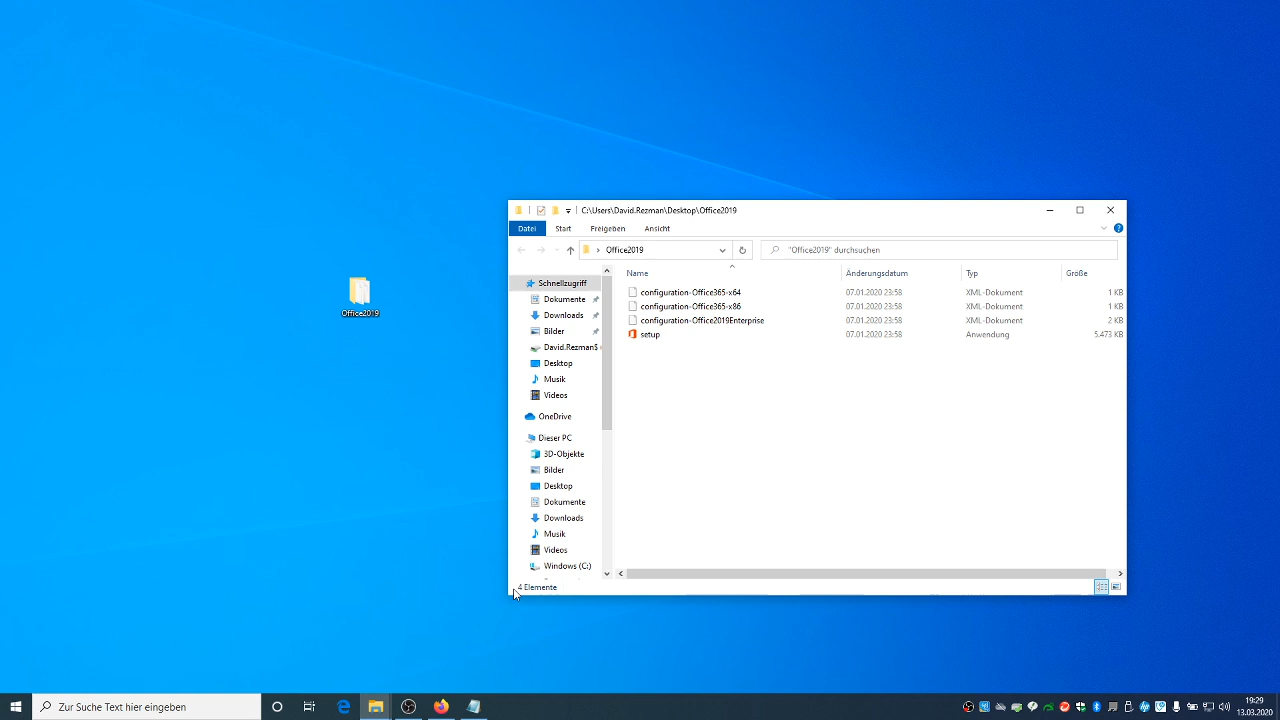 Office2019
C:\Users\David.Rezman\Desktop\Office2019
Datei Start Freigeben Ansicht
Office2019
"Office2019" durchsuchen
Name Änderungsdatum Typ Größe
configuration-Office365-x64 07.01.2020 23:58 XML-Dokument 1 KB
configuration-Office365-x86 07.01.2020 23:58 XML-Dokument 1 KB
configuration-Office2019Enterprise 07.01.2020 23:58 XML-Dokument 2 KB
setup 07.01.2020 23:58 Anwendung 5.473 KB
Schnellzugriff
Dokumente
Downloads
Bilder
David.Rezman$
Desktop
Musik
Videos
OneDrive
Dieser PC
3D-Objekte
Bilder
Desktop
Dokumente
Downloads
Musik
Videos
Windows (C:)
4 Elemente
Zur Suche Text hier eingeben
19:29
13.03.2020